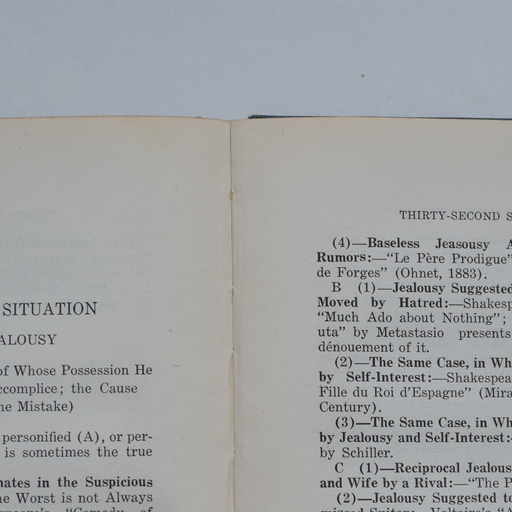 SITUATION
ALOUSY
of Whose Possession He
ccomplice; the Cause
he Mistake)
personified (A), or per-
is sometimes the true
nates in the Suspicious
he Worst is not Always
"Comedy of
THIRTY-SECOND S
(4)—Baseless Jeasousy A
Rumors:—"Le Père Prodigue"
de Forges" (Ohnet, 1883).
B (1)—Jealousy Suggested
Moved by Hatred:—Shakesp
"Much Ado about Nothing";
uta" by Metastasio presents
dénouement of it.
(2)—The Same Case, in Wh
by Self-Interest:—Shakespea
Fille du Roi d'Espagne" (Mira
Century).
(3)—The Same Case, in Wh
by Jealousy and Self-Interest:
by Schiller.
C (1)—Reciprocal Jealous
and Wife by a Rival:—"The P
(2)—Jealousy Suggested to